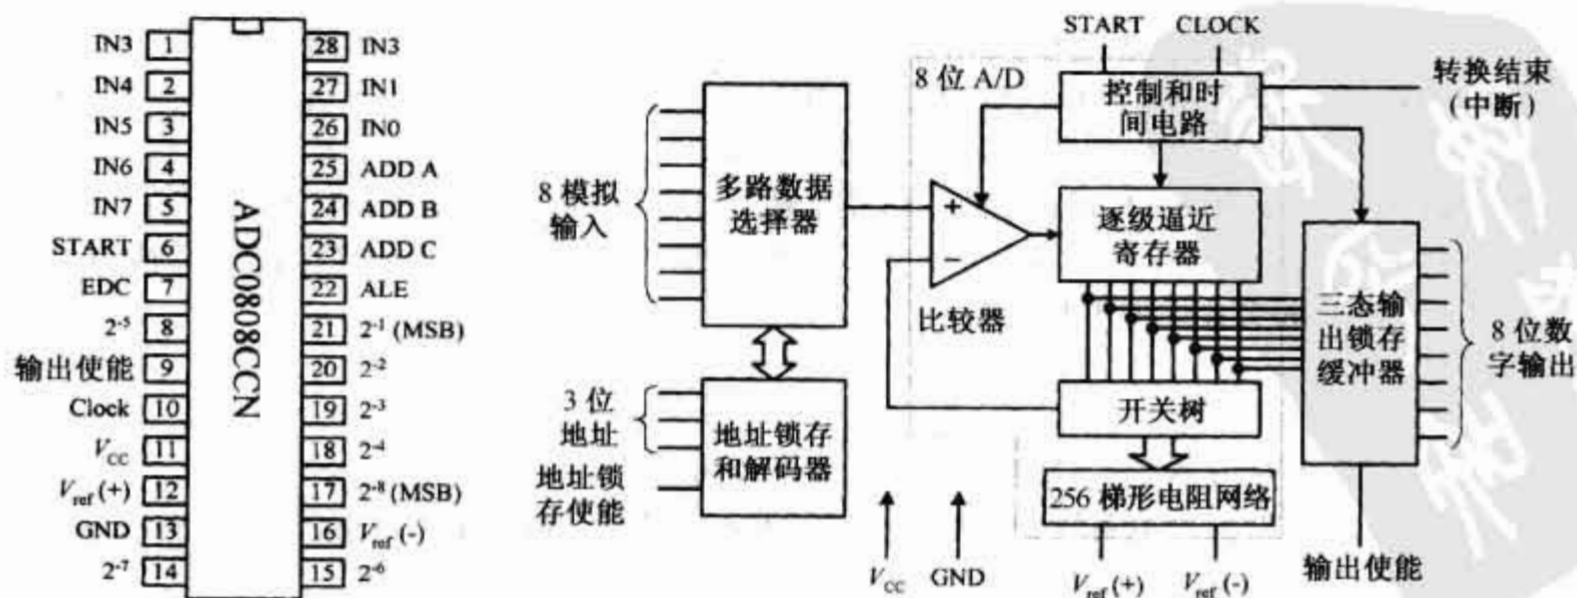 IN3 1
IN4 2
IN5 3
IN6 4
IN7 5
START 6
EDC 7
2⁻⁵ 8
输出使能 9
Clock 10
V_CC 11
V_ref (+) 12
GND 13
2⁻⁷ 14
ADC0808CCN
28 IN3
27 IN1
26 IN0
25 ADD A
24 ADD B
23 ADD C
22 ALE
21 2⁻¹ (MSB)
20 2⁻²
19 2⁻³
18 2⁻⁴
17 2⁻⁸ (MSB)
16 V_ref (-)
15 2⁻⁶
8 模拟
输入
多路数据
选择器
3 位
地址
地址锁
存使能
地址锁存
和解码器
START
CLOCK
8 位 A/D
控制和时
间电路
转换结束
（中断）
+
−
比较器
逐级逼近
寄存器
开关树
256 梯形电阻网络
三态输
出锁存
缓冲器
8 位数
字输出
V_CC
GND
V_ref (+)
V_ref (-)
输出使能